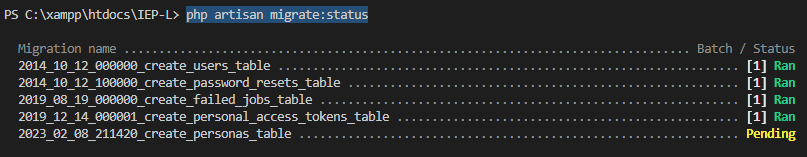 PS C:\xampp\htdocs\IEP-L> php artisan migrate:status
Migration name ................................................................................ Batch / Status
2014_10_12_000000_create_users_table ................................................................. [1] Ran
2014_10_12_100000_create_password_resets_table ....................................................... [1] Ran
2019_08_19_000000_create_failed_jobs_table ........................................................... [1] Ran
2019_12_14_000001_create_personal_access_tokens_table ................................................ [1] Ran
2023_02_08_211420_create_personas_table .............................................................. Pending